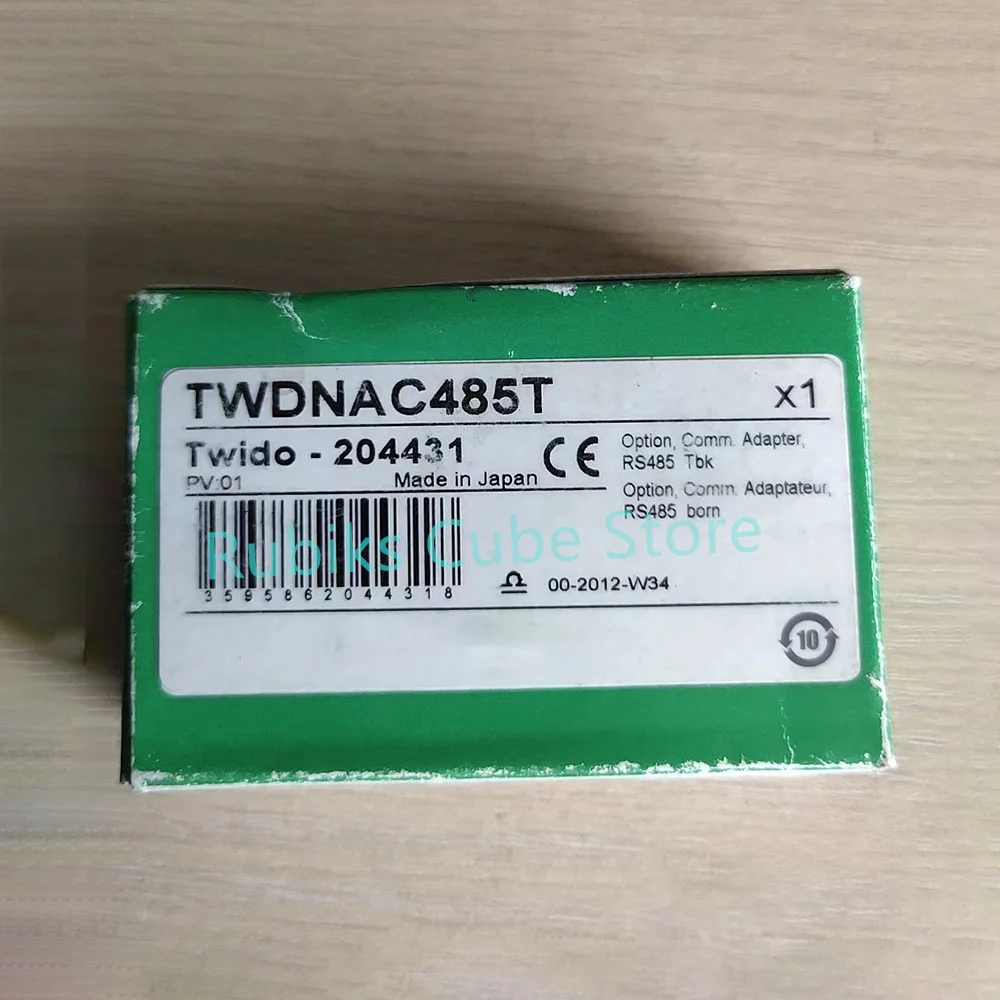 TWDNAC485T
x1
Twido - 204431
CE
PV:01
Made in Japan
Option, Comm. Adapter,
RS485 Tbk
Option, Comm. Adaptateur,
RS485 born
Rubiks Cube Store
3595862044318
00-2012-W34
10